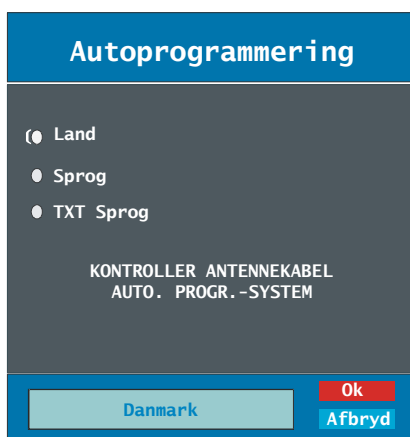 Autoprogrammering
Land
Sprog
TXT Sprog
KONTROLLER ANTENNEKABEL
AUTO. PROGR.-SYSTEM
Danmark
Ok
Afbryd